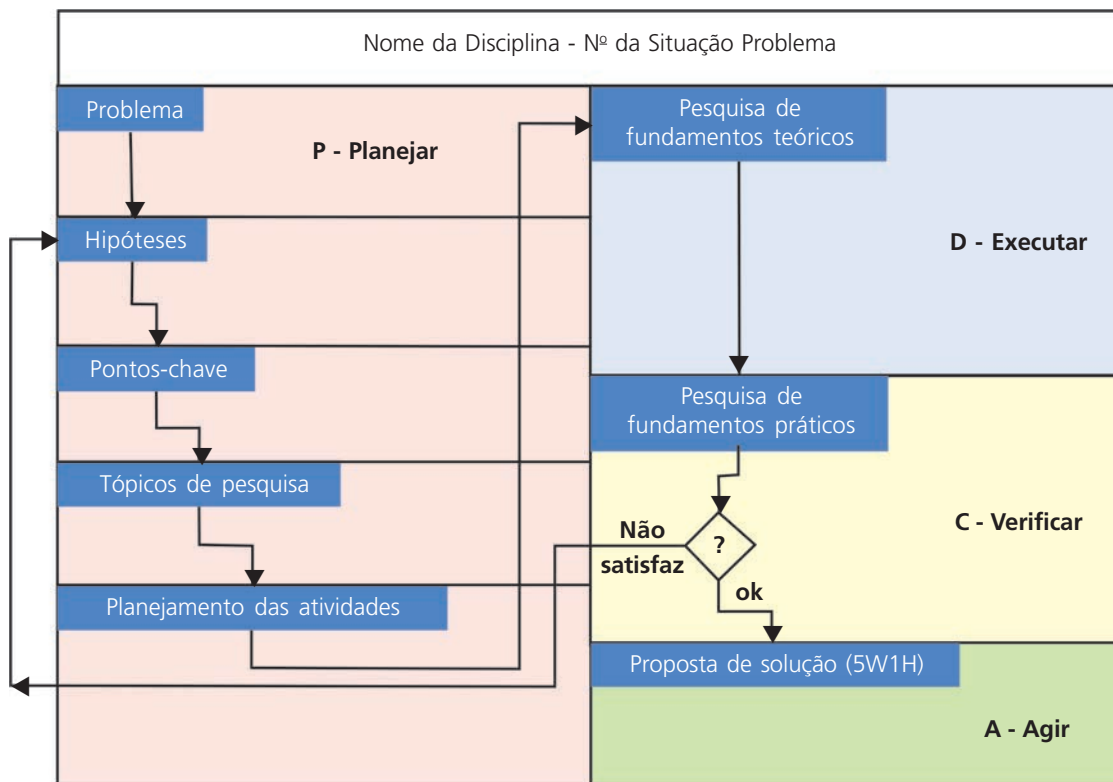 Nome da Disciplina - Nº da Situação Problema
Problema
P - Planejar
Hipóteses
Pontos-chave
Tópicos de pesquisa
Planejamento das atividades
Pesquisa de
fundamentos teóricos
D - Executar
Pesquisa de
fundamentos práticos
C - Verificar
?
Não
satisfaz
ok
Proposta de solução (5W1H)
A - Agir